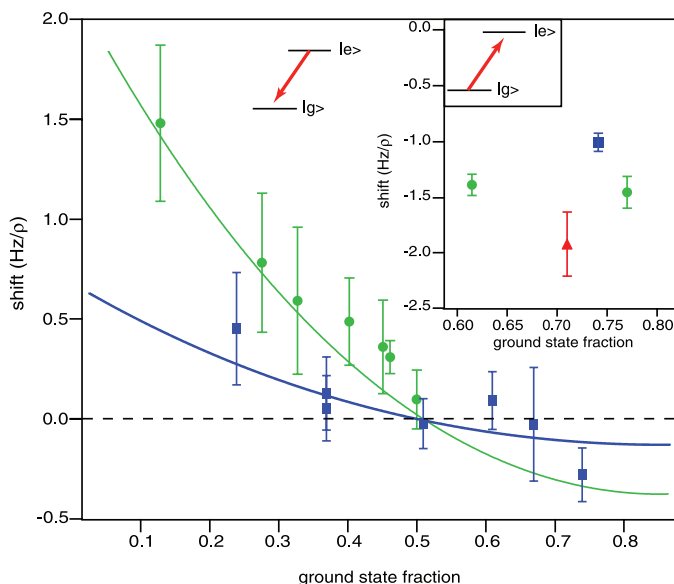 2.0
1.5
1.0
0.5
0.0
-0.5
shift (Hz/ρ)
0.1 0.2 0.3 0.4 0.5 0.6 0.7 0.8
ground state fraction
|e>
|g>
0.0
-0.5
-1.0
-1.5
-2.0
-2.5
shift (Hz/ρ)
|e>
|g>
0.60 0.65 0.70 0.75 0.80
ground state fraction